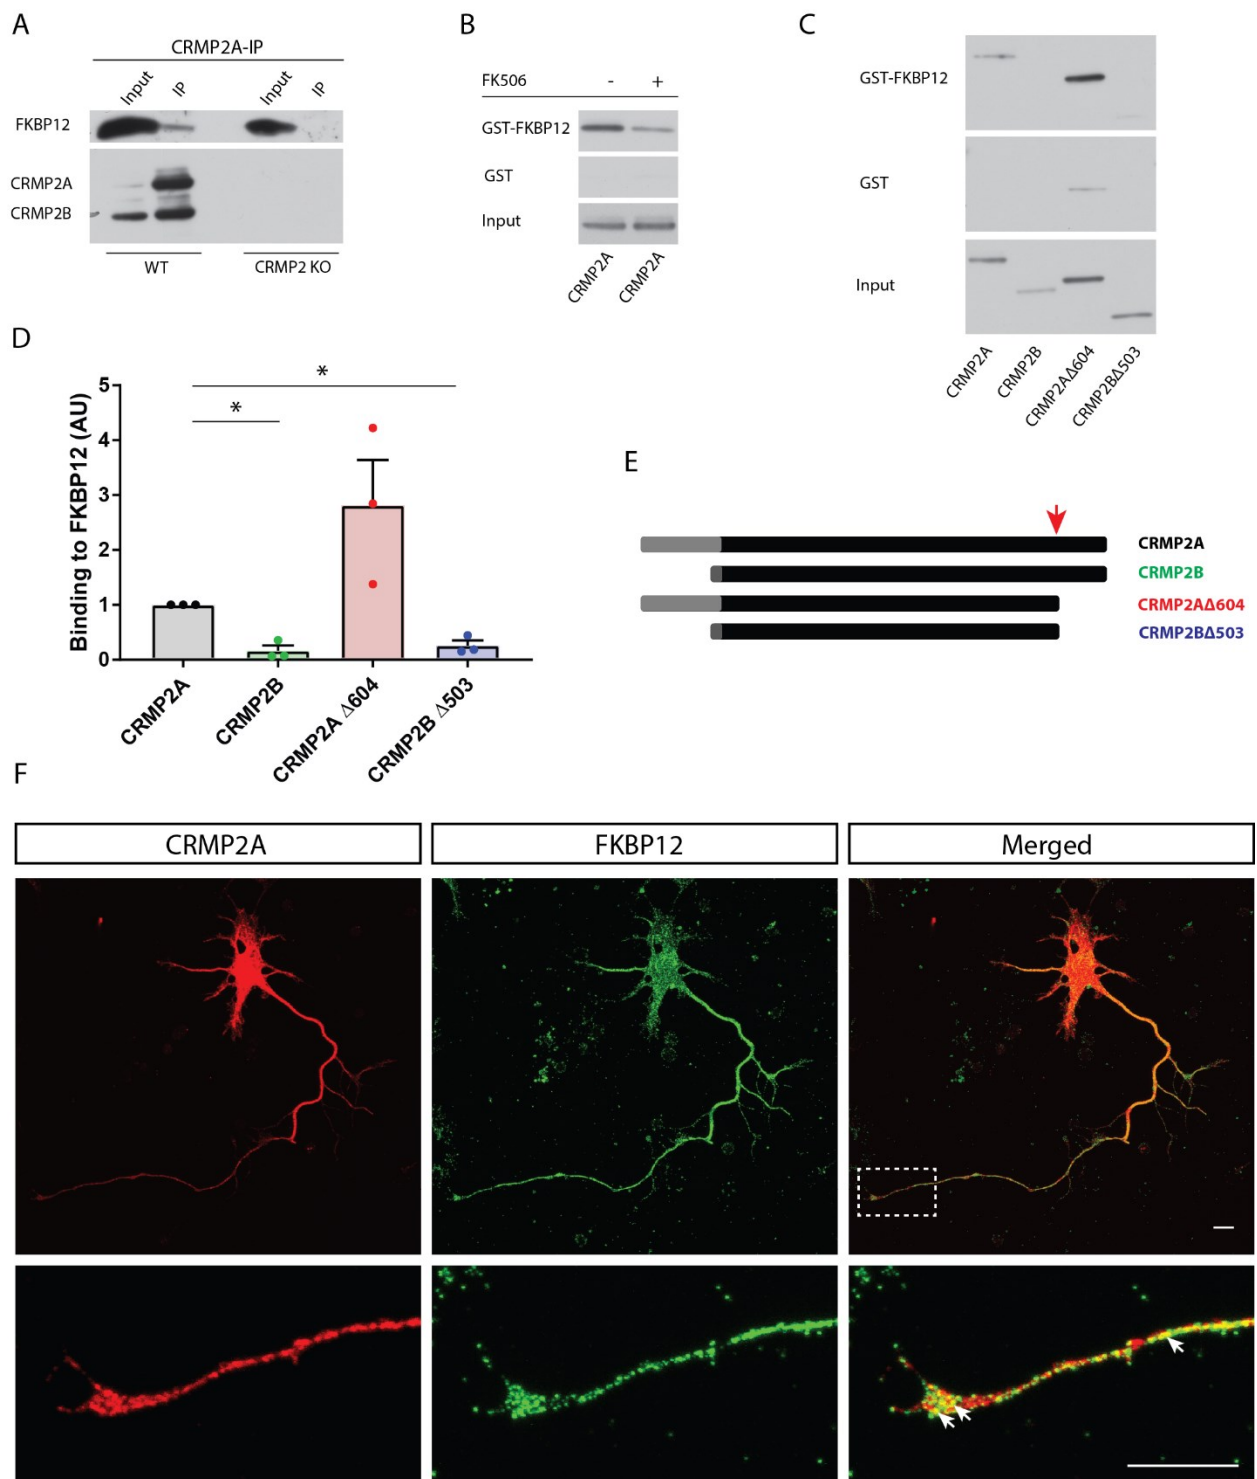 A
CRMP2A-IP
Input
IP
Input
IP
FKBP12
CRMP2A
CRMP2B
WT
CRMP2 KO
B
FK506
-
+
GST-FKBP12
GST
Input
CRMP2A
CRMP2A
C
GST-FKBP12
GST
Input
CRMP2A
CRMP2B
CRMP2AΔ604
CRMP2BΔ503
D
*
*
Binding to FKBP12 (AU)
5
4
3
2
1
0
CRMP2A
CRMP2B
CRMP2A Δ604
CRMP2B Δ503
E
CRMP2A
CRMP2B
CRMP2AΔ604
CRMP2BΔ503
F
CRMP2A
FKBP12
Merged